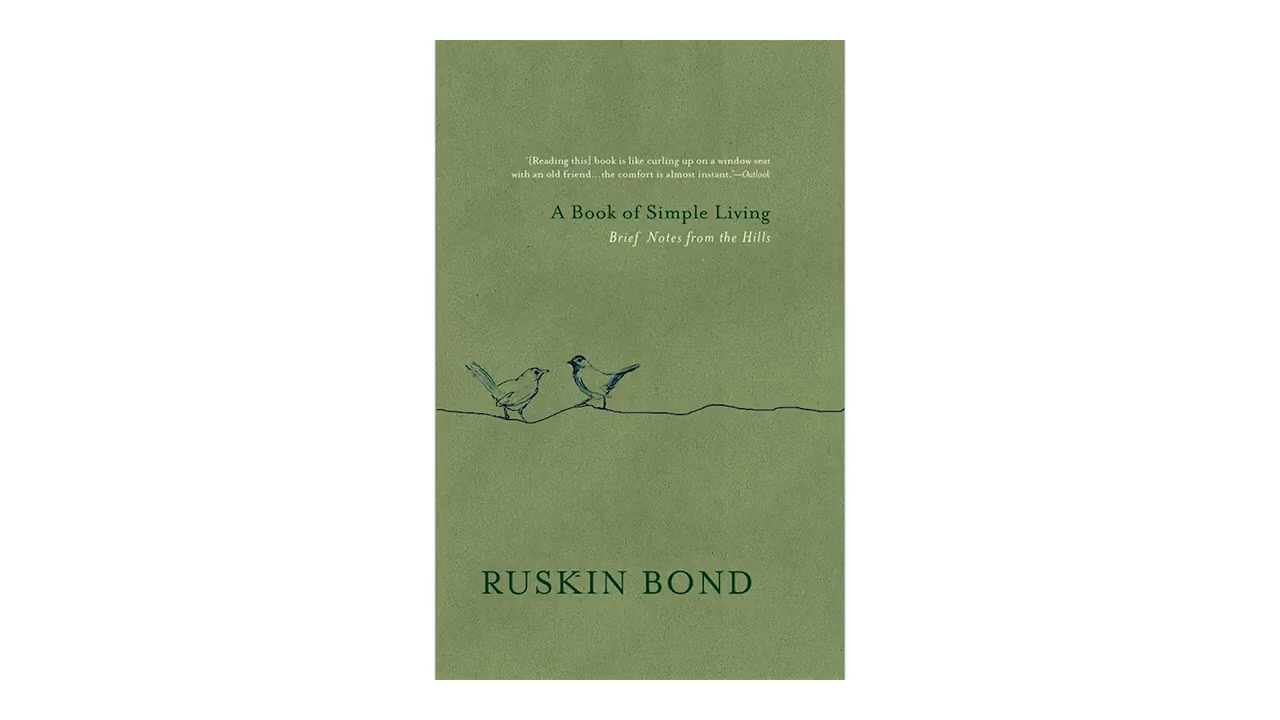 ‘[Reading this] book is like curling up on a window seat
with an old friend...the comfort is almost instant.’—Outlook
A Book of Simple Living
Brief Notes from the Hills
RUSKIN BOND